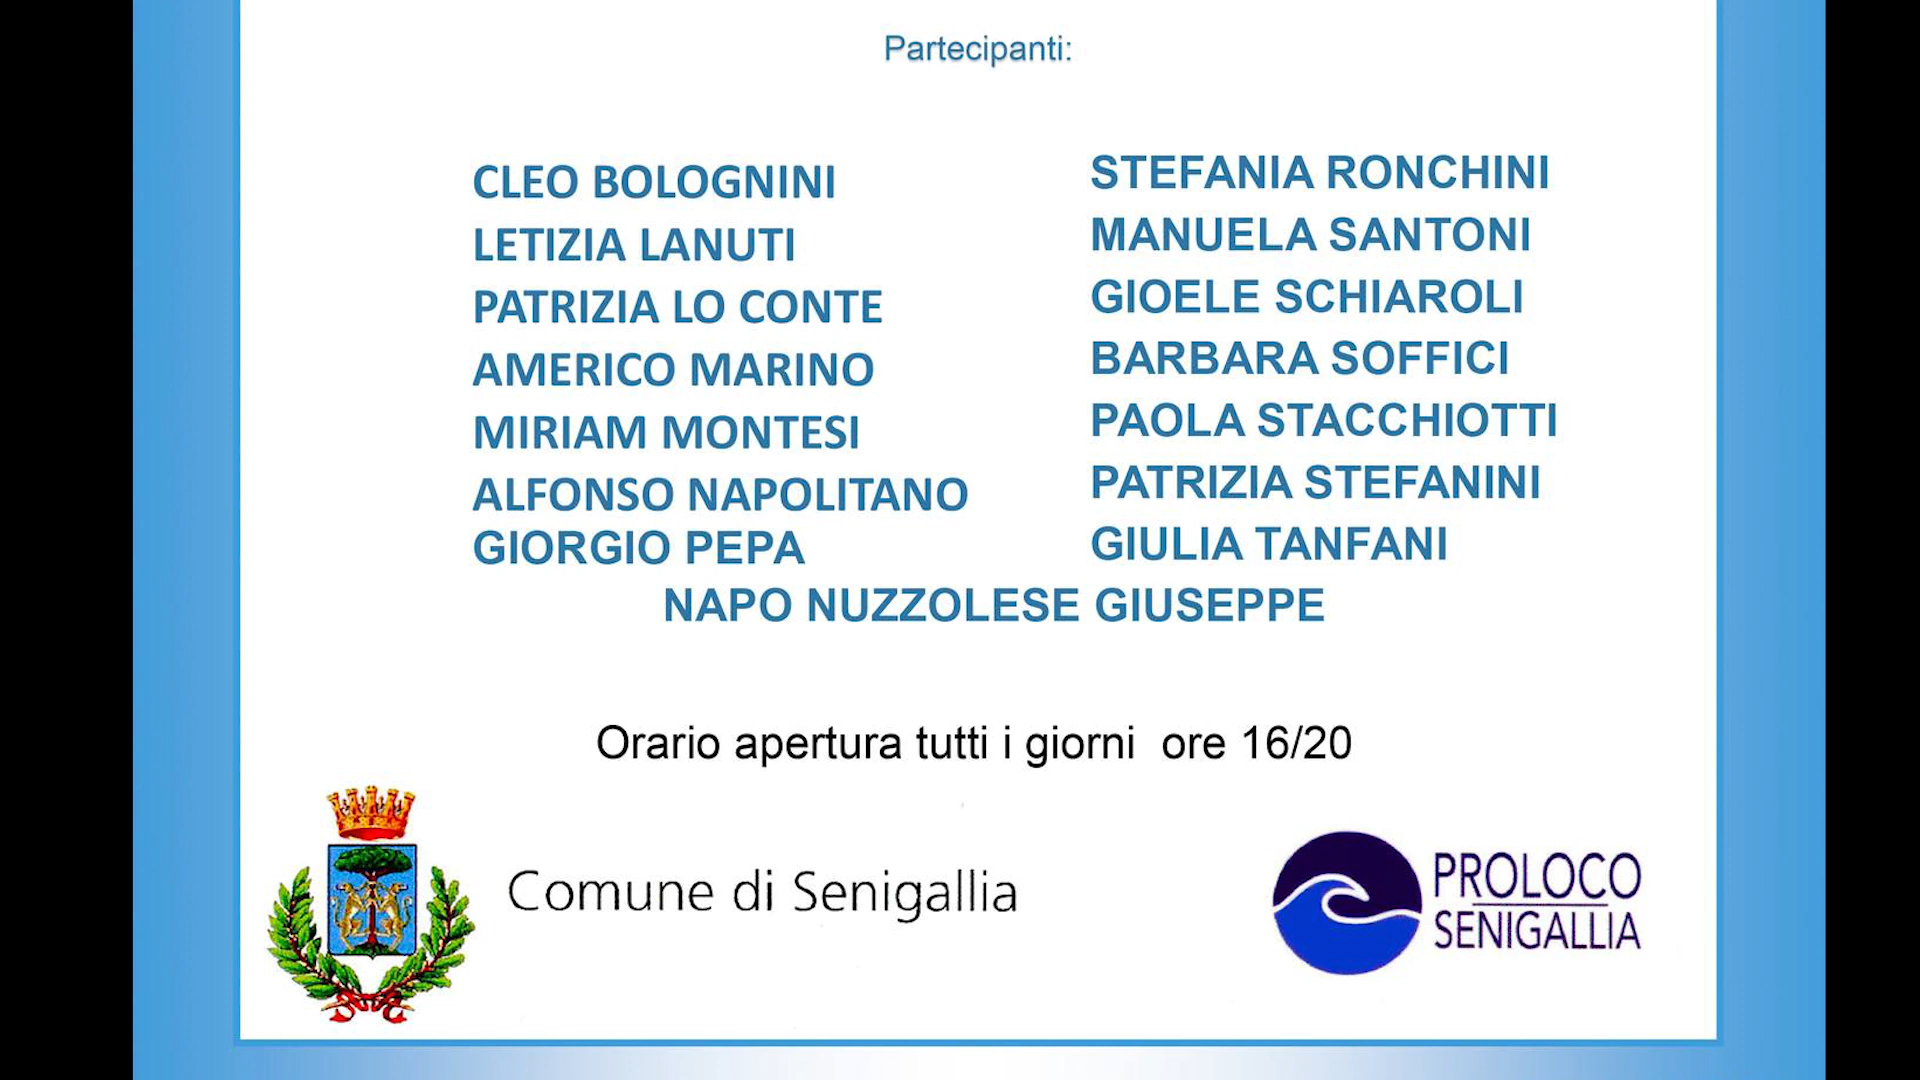 Partecipanti:
CLEO BOLOGNINI
LETIZIA LANUTI
PATRIZIA LO CONTE
AMERICO MARINO
MIRIAM MONTESI
ALFONSO NAPOLITANO
GIORGIO PEPA
STEFANIA RONCHINI
MANUELA SANTONI
GIOELE SCHIAROLI
BARBARA SOFFICI
PAOLA STACCHIOTTI
PATRIZIA STEFANINI
GIULIA TANFANI
NAPO NUZZOLESE GIUSEPPE
Orario apertura tutti i giorni  ore 16/20
Comune di Senigallia
PROLOCO
SENIGALLIA